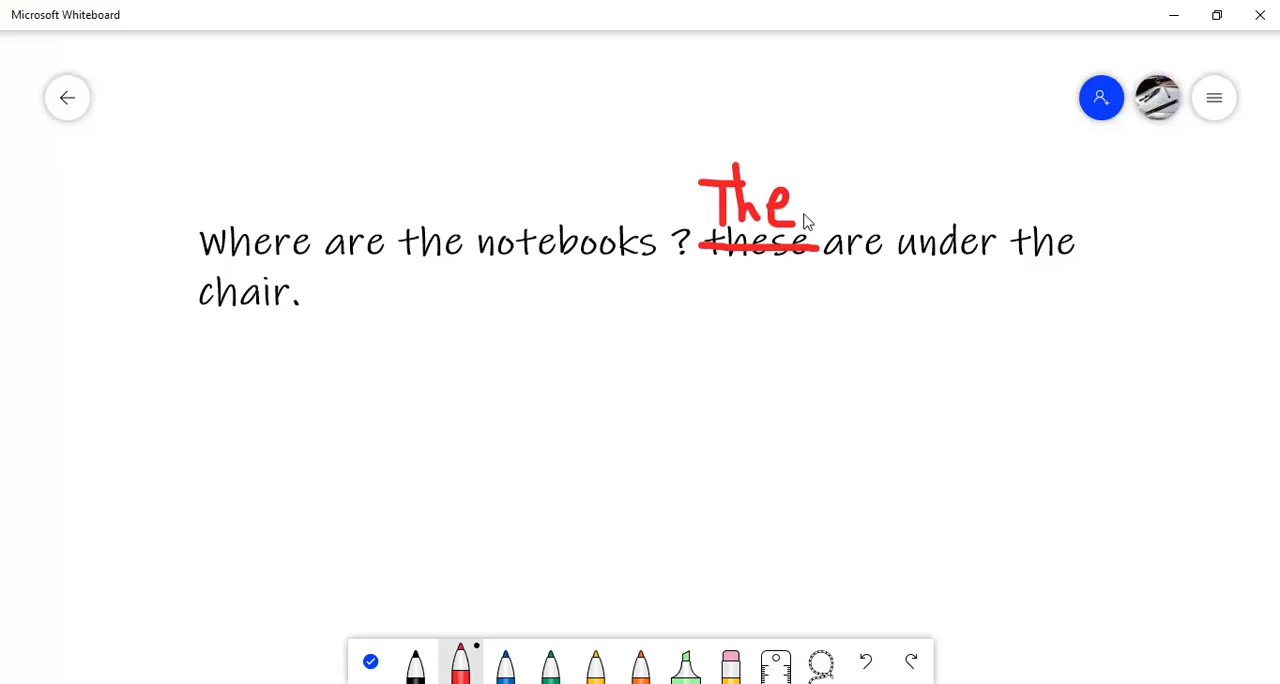 Microsoft Whiteboard
The
Where are the notebooks ? these are under the
chair.